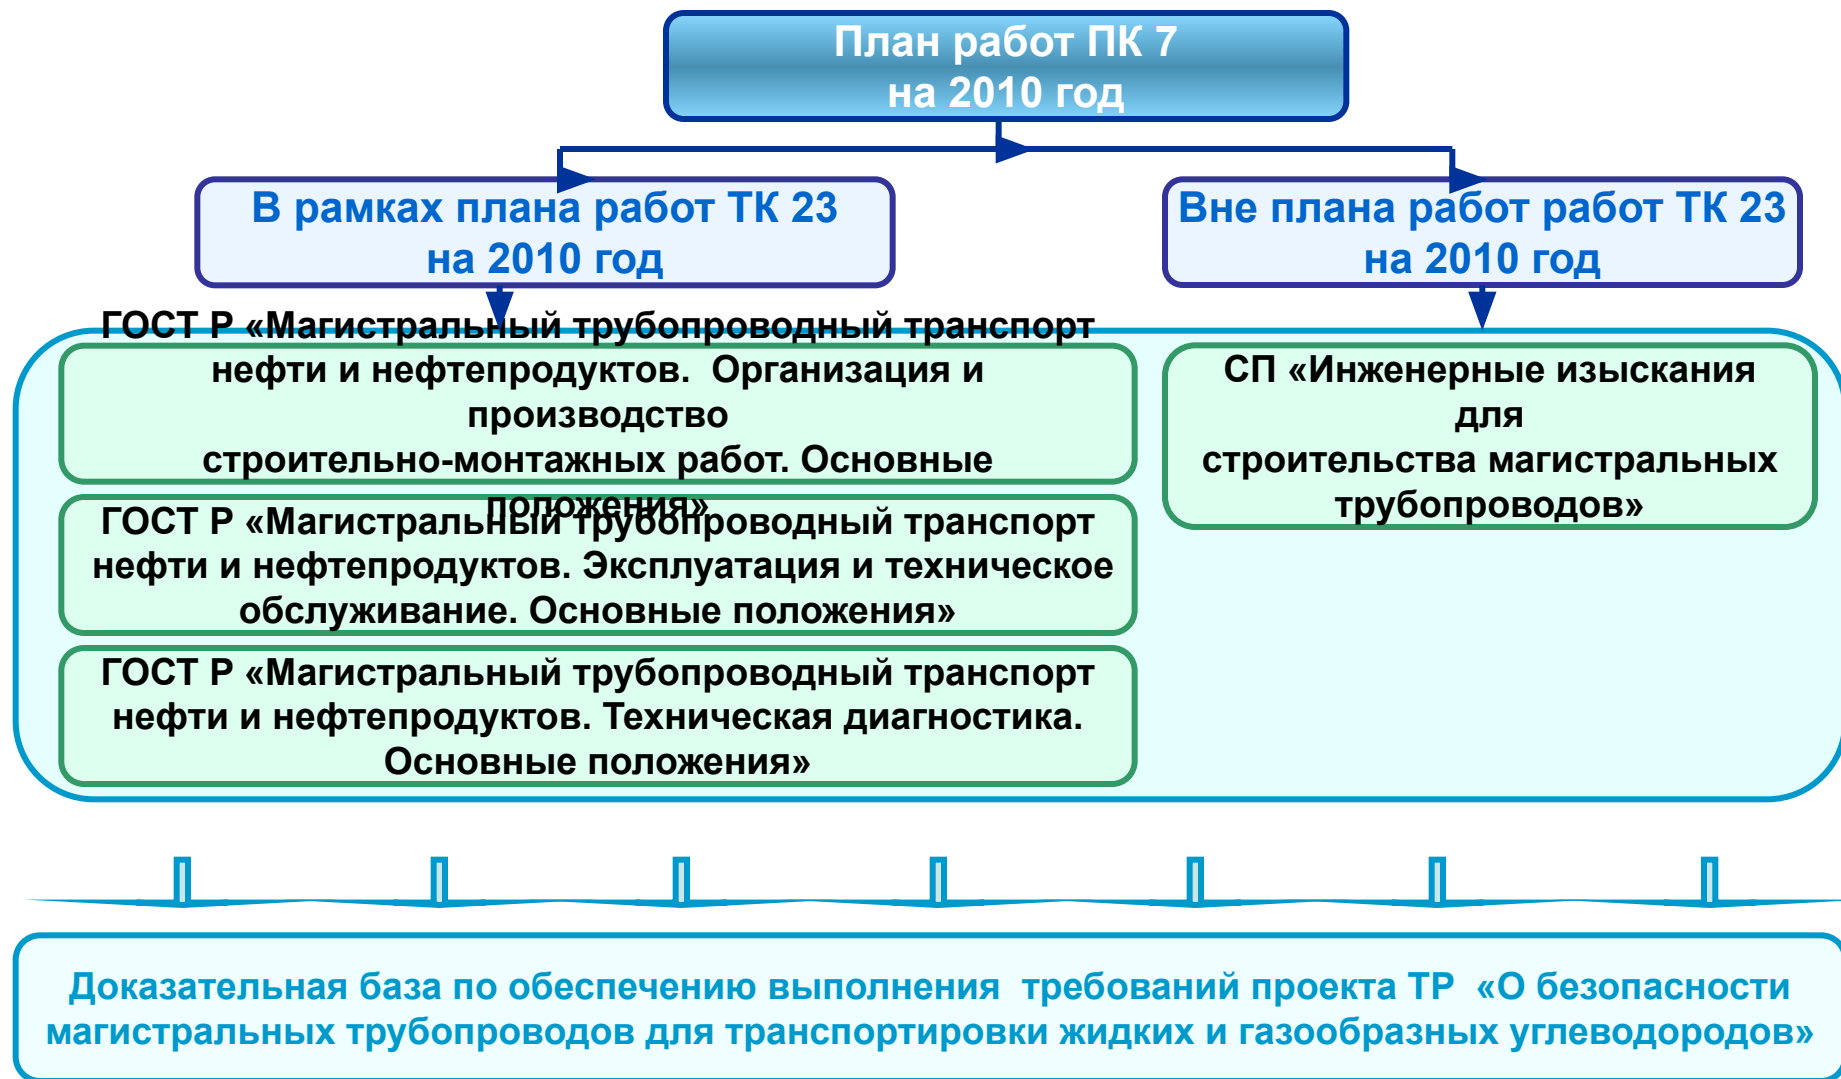 План работ ПК 7
на 2010 год
В рамках плана работ ТК 23
на 2010 год
Вне плана работ работ ТК 23
на 2010 год
ГОСТ Р «Магистральный трубопроводный транспорт
нефти и нефтепродуктов. Организация и
производство
строительно-монтажных работ. Основные
положения»
ГОСТ Р «Магистральный трубопроводный транспорт
нефти и нефтепродуктов. Эксплуатация и техническое
обслуживание. Основные положения»
ГОСТ Р «Магистральный трубопроводный транспорт
нефти и нефтепродуктов. Техническая диагностика.
Основные положения»
СП «Инженерные изыскания
для
строительства магистральных
трубопроводов»
Доказательная база по обеспечению выполнения требований проекта ТР «О безопасности
магистральных трубопроводов для транспортировки жидких и газообразных углеводородов»